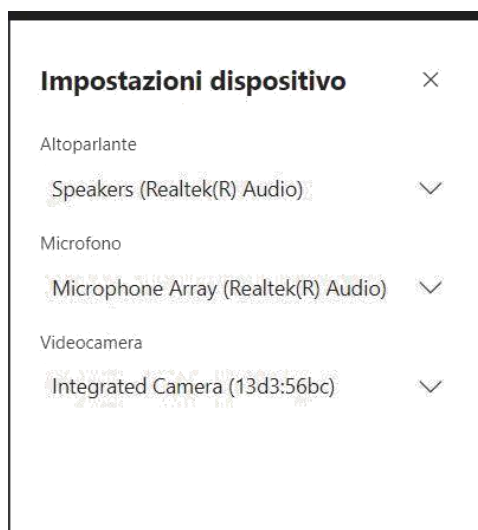 Impostazioni dispositivo
Altoparlante
Speakers (Realtek(R) Audio)
Microfono
Microphone Array (Realtek(R) Audio)
Videocamera
Integrated Camera (13d3:56bc)